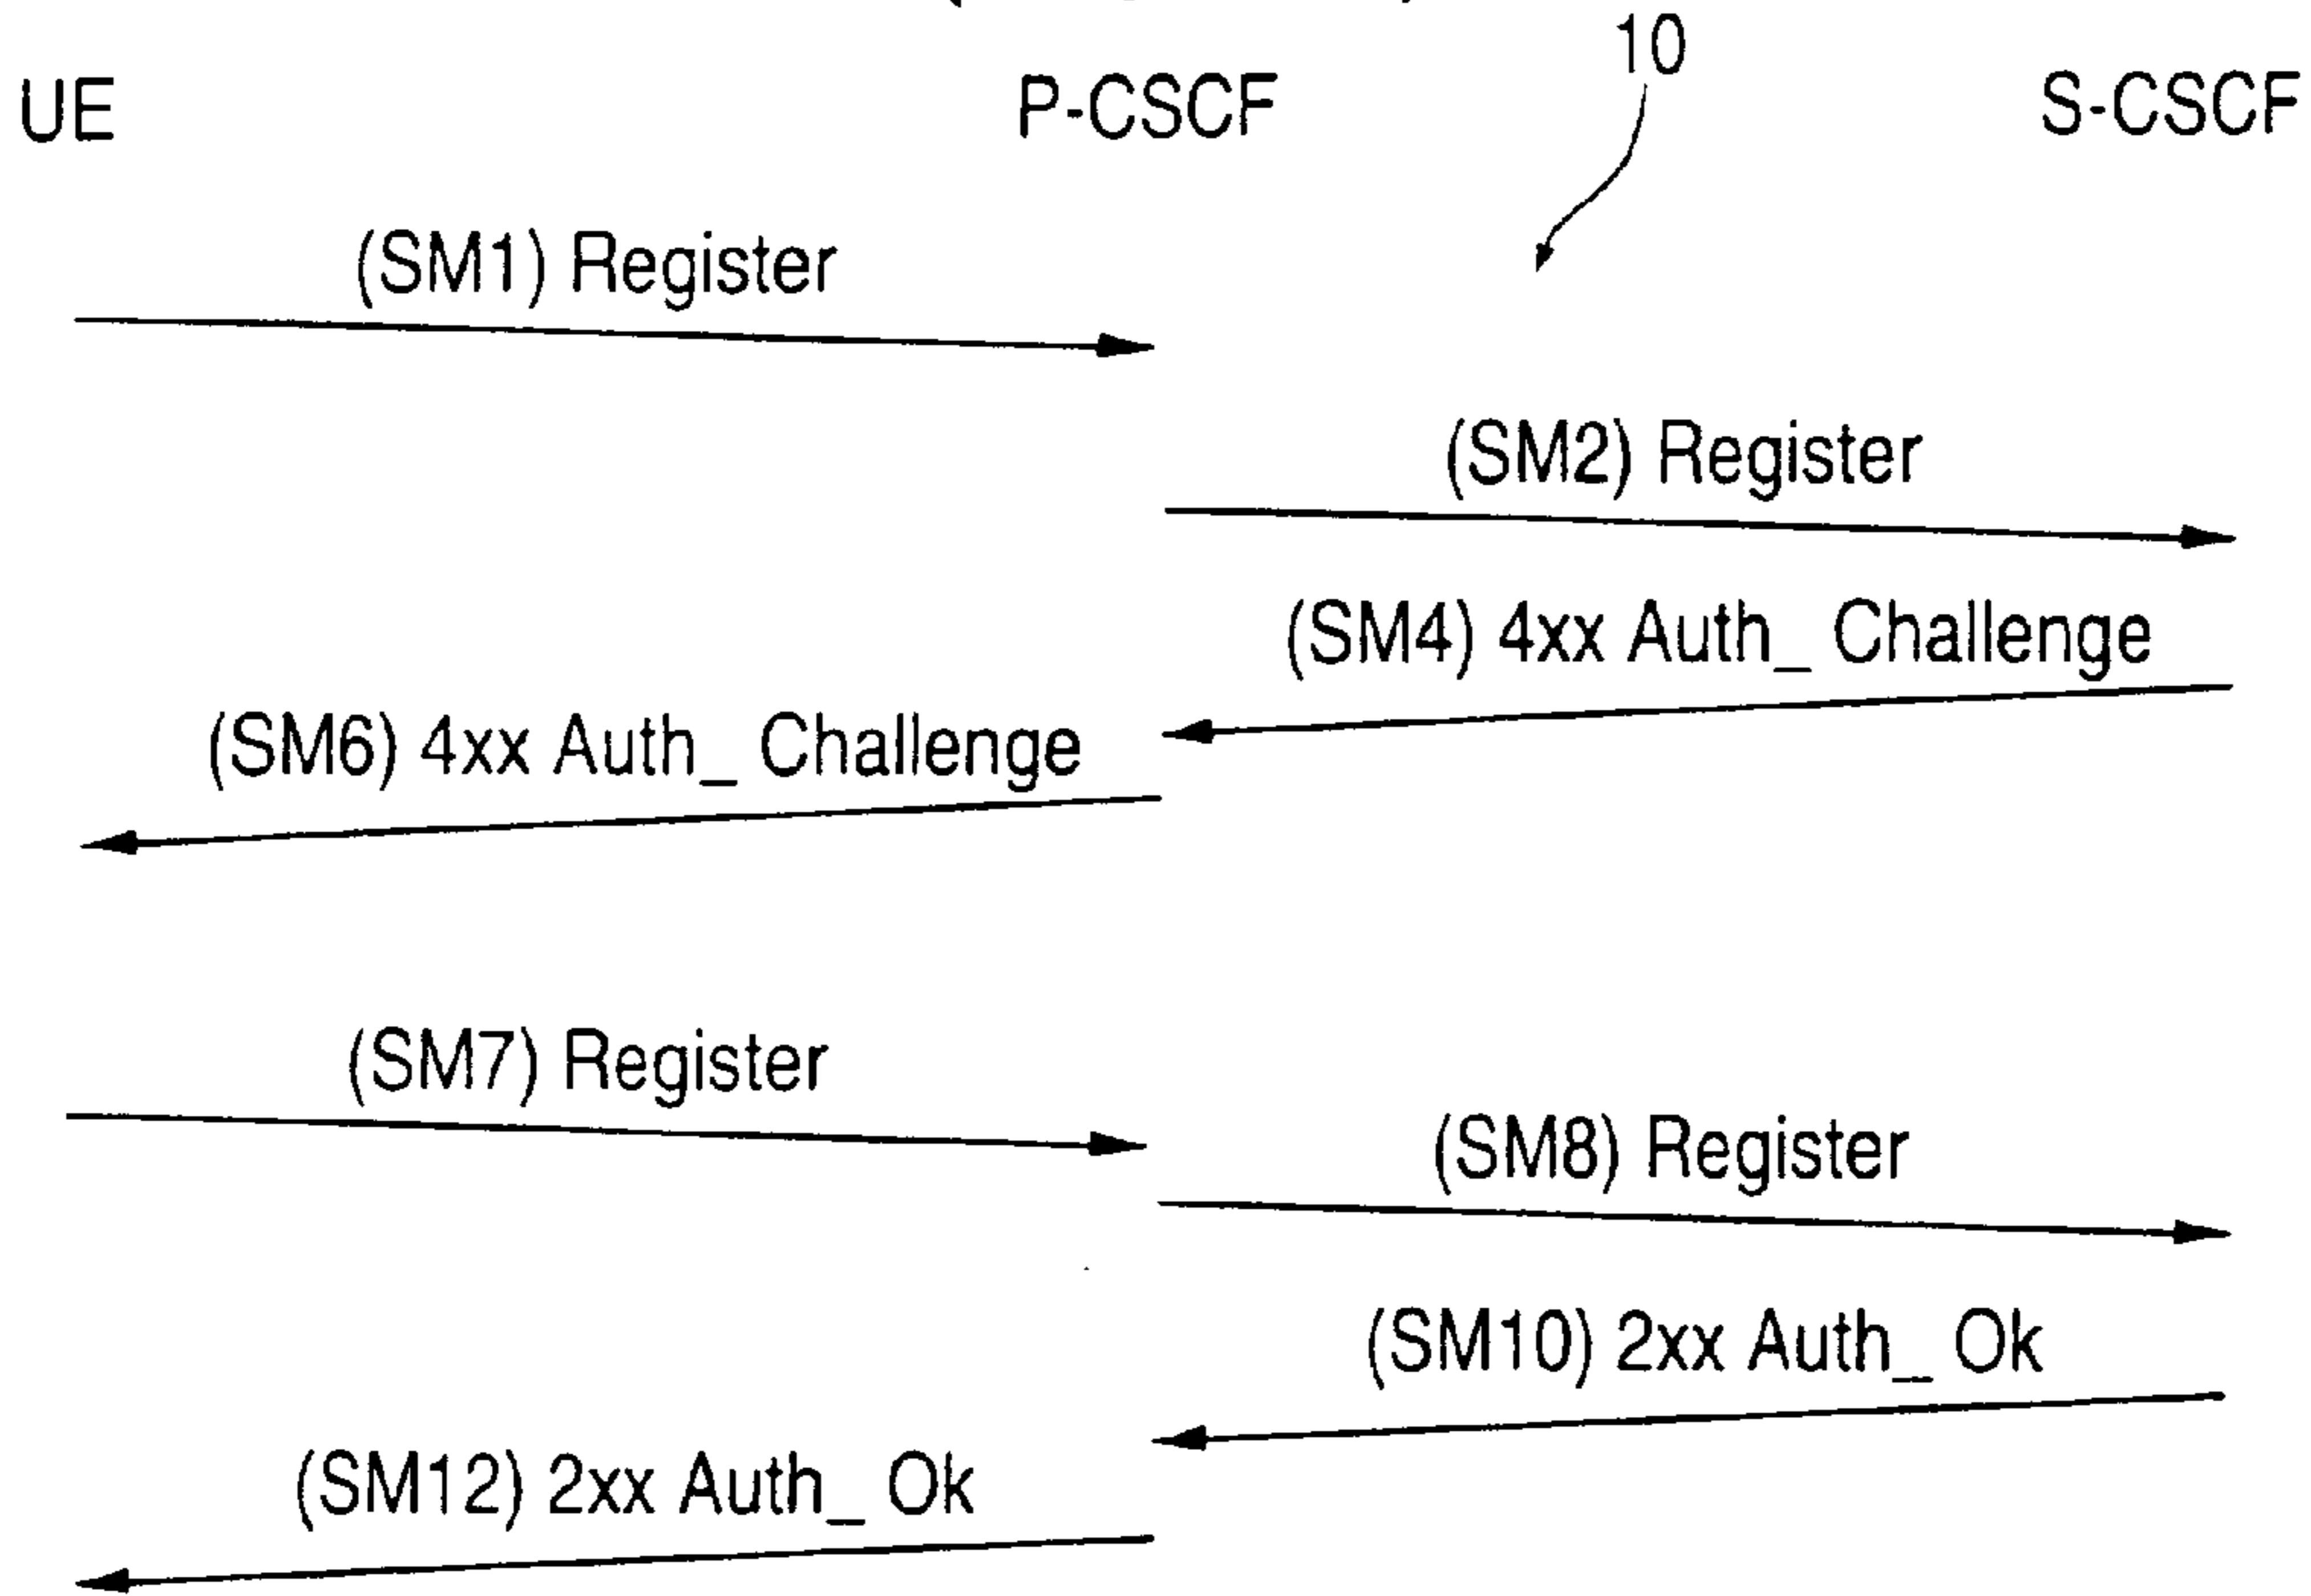 10
UE P-CSCF S-CSCF
(SM1) Register
(SM2) Register
(SM4) 4xx Auth_ Challenge
(SM6) 4xx Auth_ Challenge
(SM7) Register
(SM8) Register
(SM10) 2xx Auth_ Ok
(SM12) 2xx Auth_ Ok